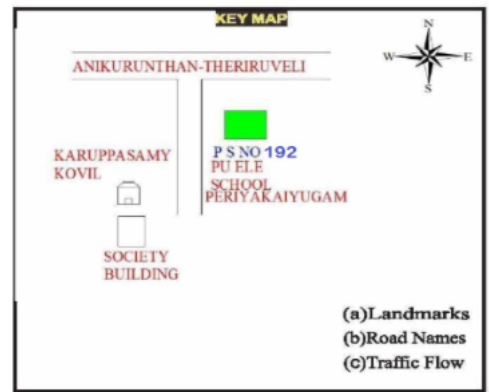 KEY MAP
N
W
E
S
ANIKURUNTHAN-THERIRUVELI
KARUPPASAMY
KOVIL
P S NO 192
PU ELE
SCHOOL
PERIYAKAIYUGAM
SOCIETY
BUILDING
(a)Landmarks
(b)Road Names
(c)Traffic Flow